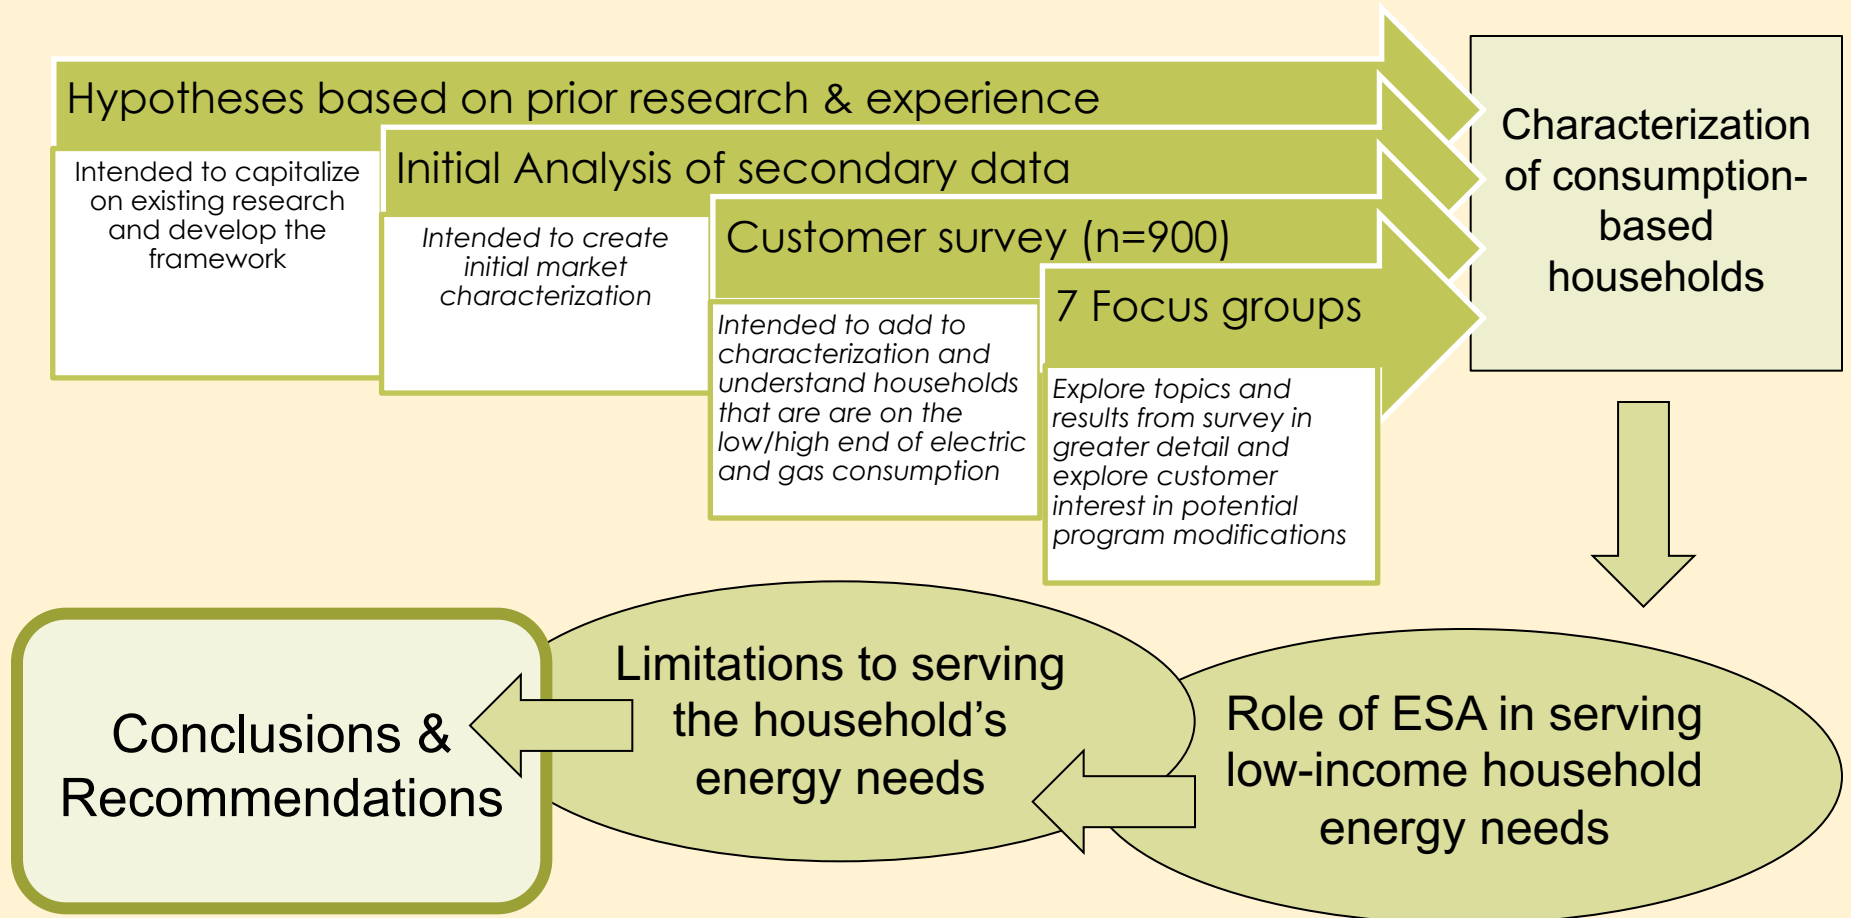 Hypotheses based on prior research & experience
Intended to capitalize
on existing research
and develop the
framework
Initial Analysis of secondary data
Intended to create
initial market
characterization
Customer survey (n=900)
Intended to add to
characterization and
understand households
that are are on the
low/high end of electric
and gas consumption
7 Focus groups
Explore topics and
results from survey in
greater detail and
explore customer
interest in potential
program modifications
Characterization
of consumption-
based
households
Role of ESA in serving
low-income household
energy needs
Limitations to serving
the household’s
energy needs
Conclusions &
Recommendations